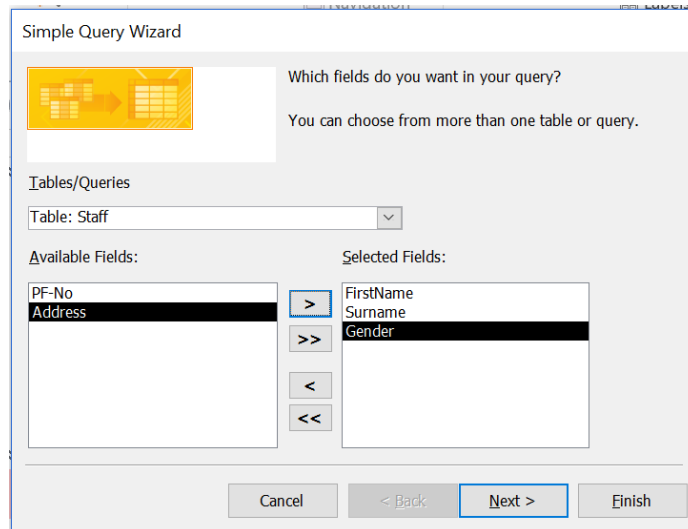 Navigation
Labels
Simple Query Wizard
Which fields do you want in your query?
You can choose from more than one table or query.
Tables/Queries
Table: Staff
Available Fields:
Selected Fields:
PF-No
Address
>
>>
<
<<
FirstName
Surname
Gender
Cancel
< Back
Next >
Finish